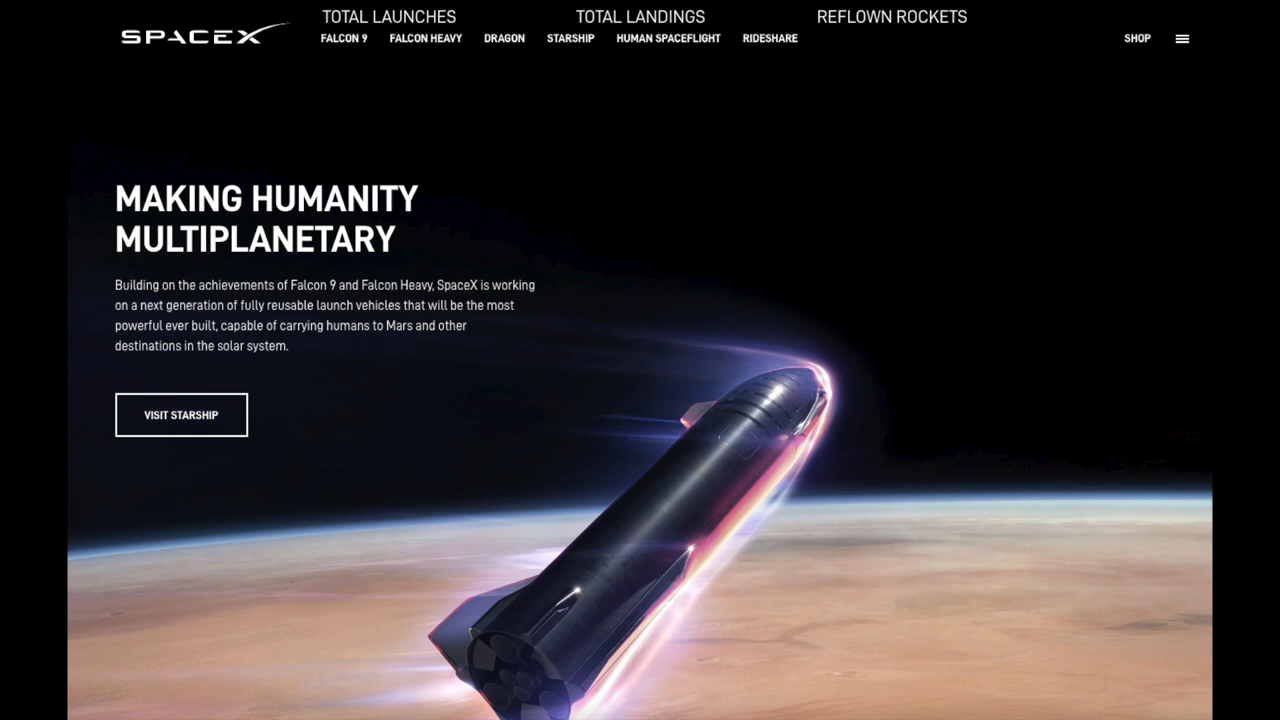 TOTAL LAUNCHES TOTAL LANDINGS REFLOWN ROCKETS
SPACEX FALCON 9 FALCON HEAVY DRAGON STARSHIP HUMAN SPACEFLIGHT RIDESHARE SHOP
MAKING HUMANITY
MULTIPLANETARY
Building on the achievements of Falcon 9 and Falcon Heavy, SpaceX is working
on a next generation of fully reusable launch vehicles that will be the most
powerful ever built, capable of carrying humans to Mars and other
destinations in the solar system.
VISIT STARSHIP